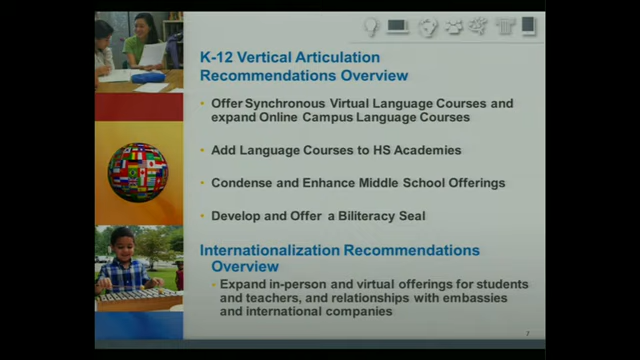 K-12 Vertical Articulation
Recommendations Overview
• Offer Synchronous Virtual Language Courses and
expand Online Campus Language Courses
• Add Language Courses to HS Academies
• Condense and Enhance Middle School Offerings
• Develop and Offer a Biliteracy Seal
Internationalization Recommendations
Overview
• Expand in-person and virtual offerings for students
and teachers, and relationships with embassies
and international companies
7